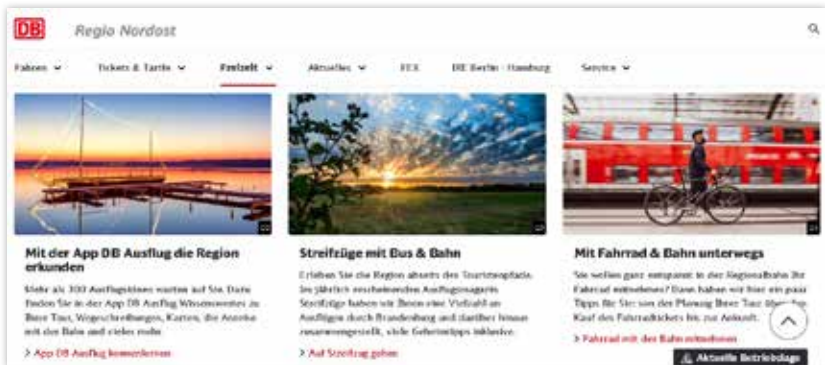 DB Regio Nordost
Fahren Tickets & Tarife Freizeit Aktuelles FEX IRE Berlin - Hamburg Service
Mit der App DB Ausflug die Region
erkunden
Mehr als 300 Ausflugsideen warten auf Sie. Dazu
finden Sie in der App DB Ausflug Wissenswertes zu
Ihrer Tour, Wegbeschreibungen, Karten, die Anreise
mit der Bahn und vieles mehr.
> App DB Ausflug kennenlernen
Streifzüge mit Bus & Bahn
Erleben Sie die Region abseits der Touristenpfade.
Im jährlich erscheinenden Ausflugsmagazin
Streifzüge haben wir Ihnen eine Vielzahl an
Ausflügen durch Brandenburg und darüber hinaus
zusammengestellt, viele Geheimtipps inklusive.
> Auf Streifzug gehen
Mit Fahrrad & Bahn unterwegs
Sie wollen ganz entspannt in der Regionalbahn Ihr
Fahrrad mitnehmen? Dann haben wir hier ein paar
Tipps für Sie: von der Planung Ihrer Tour über den
Kauf des Fahrradtickets bis zur Ankunft.
> Fahrrad mit der Bahn mitnehmen
Aktuelle Betriebslage